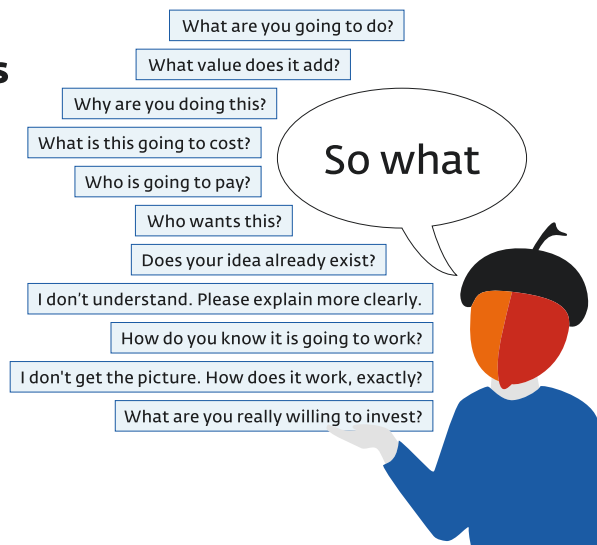 s
What are you going to do?
What value does it add?
Why are you doing this?
What is this going to cost?
Who is going to pay?
Who wants this?
Does your idea already exist?
I don't understand. Please explain more clearly.
How do you know it is going to work?
I don't get the picture. How does it work, exactly?
What are you really willing to invest?
So what